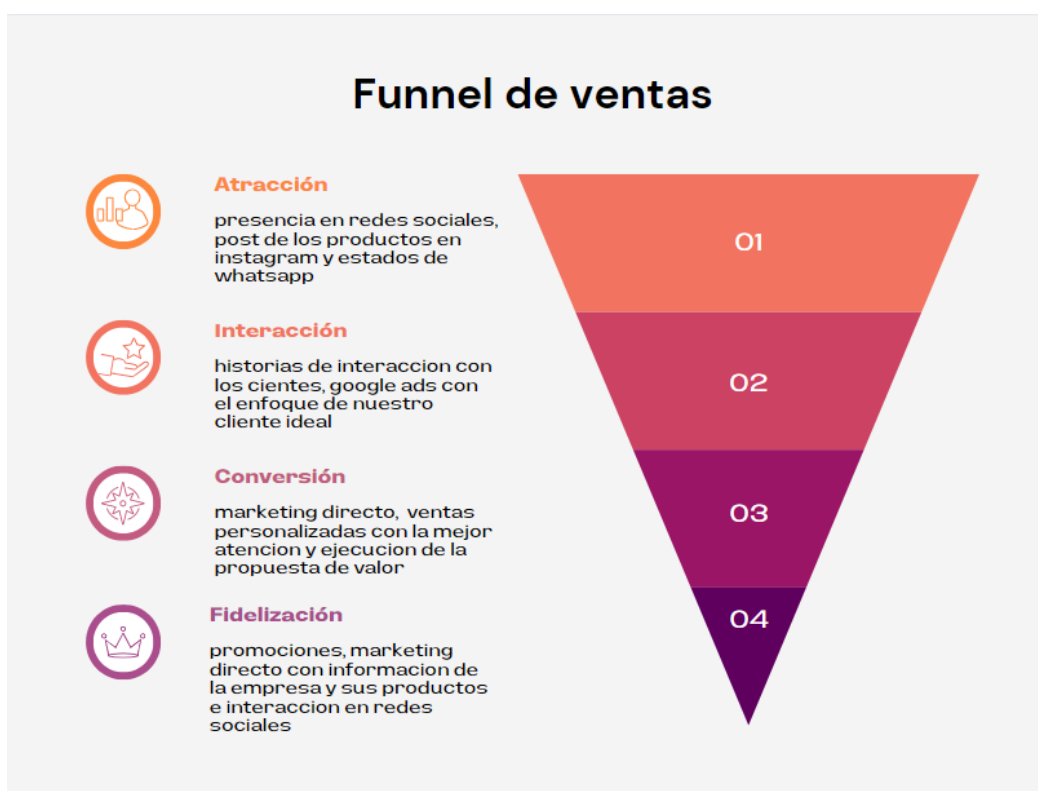 Funnel de ventas
Atracción
presencia en redes sociales,
post de los productos en
instagram y estados de
whatsapp
01
Interacción
historias de interaccion con
los cientes, google ads con
el enfoque de nuestro
cliente ideal
02
Conversión
marketing directo, ventas
personalizadas con la mejor
atencion y ejecucion de la
propuesta de valor
03
Fidelización
promociones, marketing
directo con informacion de
la empresa y sus productos
e interaccion en redes
sociales
04